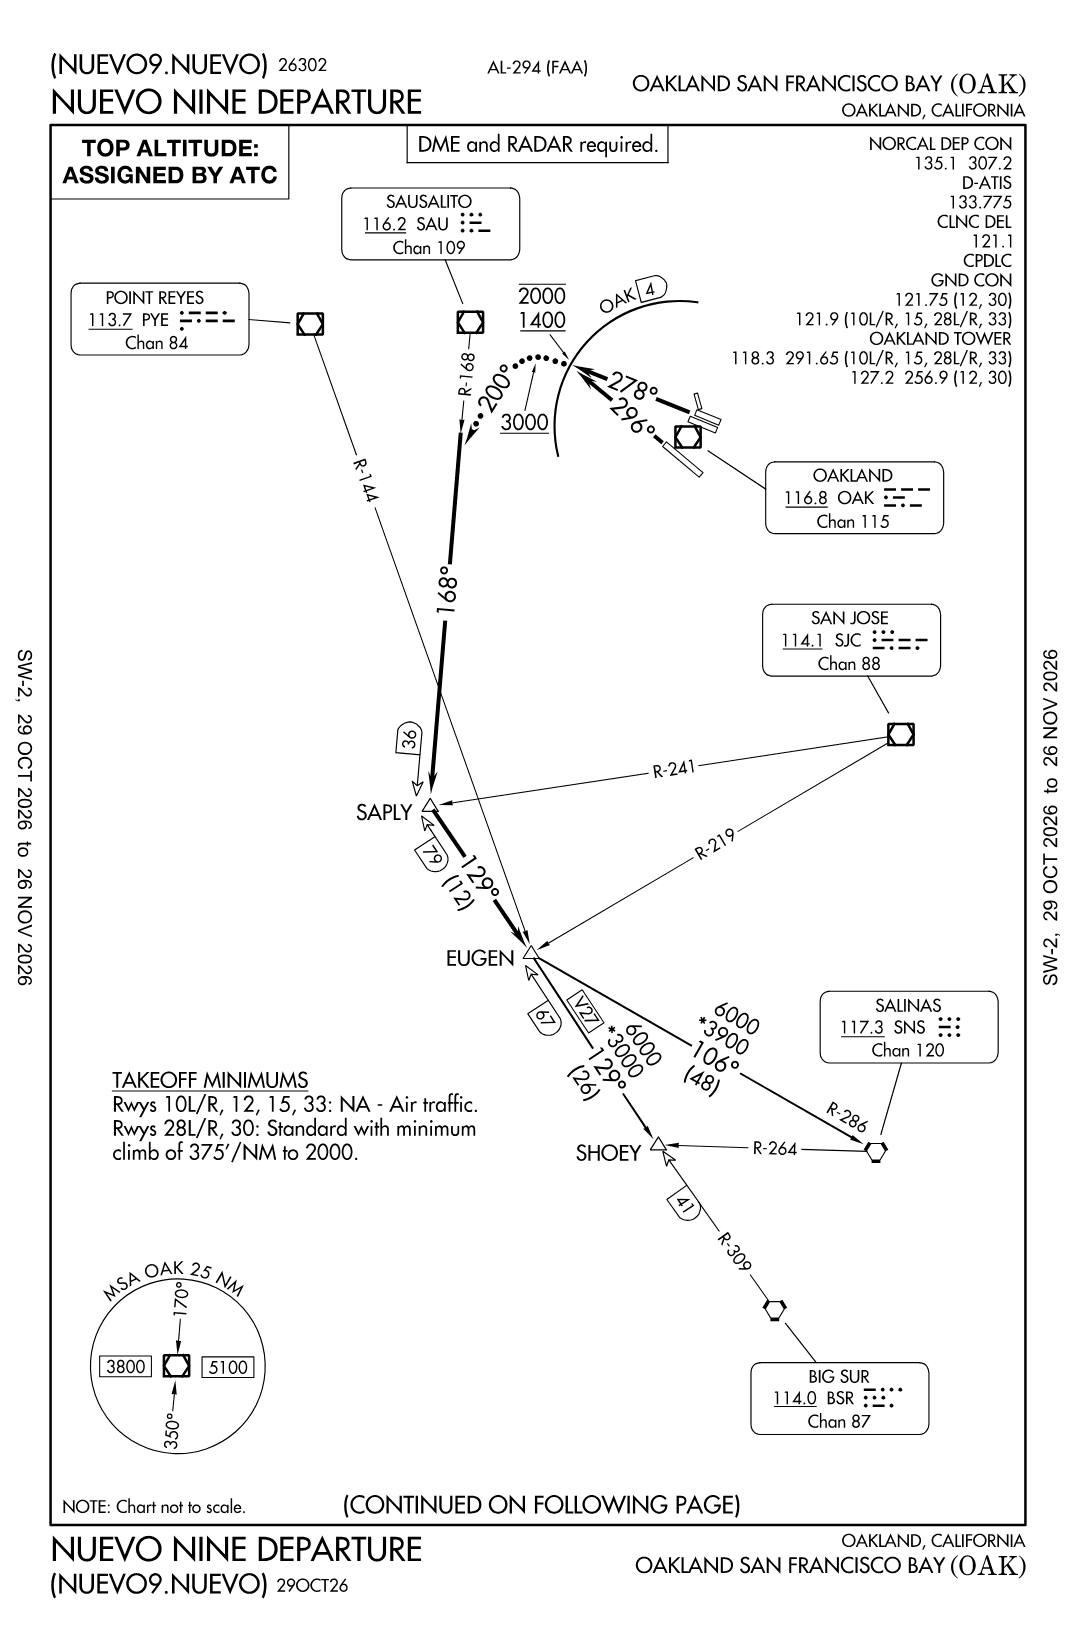 (NUEVO9.NUEVO) 26302
AL-294 (FAA)
NUEVO NINE DEPARTURE
OAKLAND SAN FRANCISCO BAY (OAK)
OAKLAND, CALIFORNIA
TOP ALTITUDE:
ASSIGNED BY ATC
DME and RADAR required.
NORCAL DEP CON
135.1 307.2
D-ATIS
133.775
CLNC DEL
121.1
CPDLC
GND CON
121.75 (12, 30)
121.9 (10L/R, 15, 28L/R, 33)
OAKLAND TOWER
118.3 291.65 (10L/R, 15, 28L/R, 33)
127.2 256.9 (12, 30)
SAUSALITO
116.2 SAU
Chan 109
POINT REYES
113.7 PYE
Chan 84
2000
1400
OAK 4
R-168
200°
3000
278°
296°
R-144
OAKLAND
116.8 OAK
Chan 115
168°
SAN JOSE
114.1 SJC
Chan 88
36
R-241
SAPLY
79
129°
(12)
R-219
EUGEN
67
V27
6000
*3000
129°
(26)
6000
*3900
106°
(48)
SALINAS
117.3 SNS
Chan 120
R-286
SHOEY
R-264
41
R-309
TAKEOFF MINIMUMS
Rwys 10L/R, 12, 15, 33: NA - Air traffic.
Rwys 28L/R, 30: Standard with minimum
climb of 375'/NM to 2000.
MSA OAK 25 NM
170°
3800
5100
350°
BIG SUR
114.0 BSR
Chan 87
NOTE: Chart not to scale.
(CONTINUED ON FOLLOWING PAGE)
NUEVO NINE DEPARTURE
(NUEVO9.NUEVO) 29OCT26
OAKLAND, CALIFORNIA
OAKLAND SAN FRANCISCO BAY (OAK)
SW-2, 29 OCT 2026 to 26 NOV 2026
SW-2, 29 OCT 2026 to 26 NOV 2026